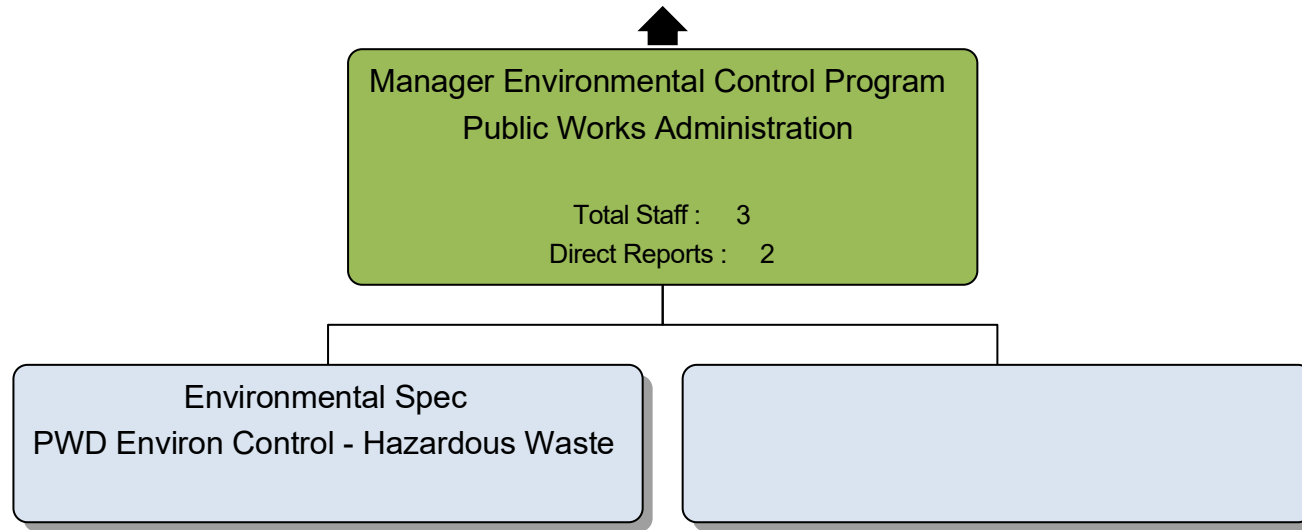 Manager Environmental Control Program
Public Works Administration
Total Staff : 3
Direct Reports : 2
Environmental Spec
PWD Environ Control - Hazardous Waste